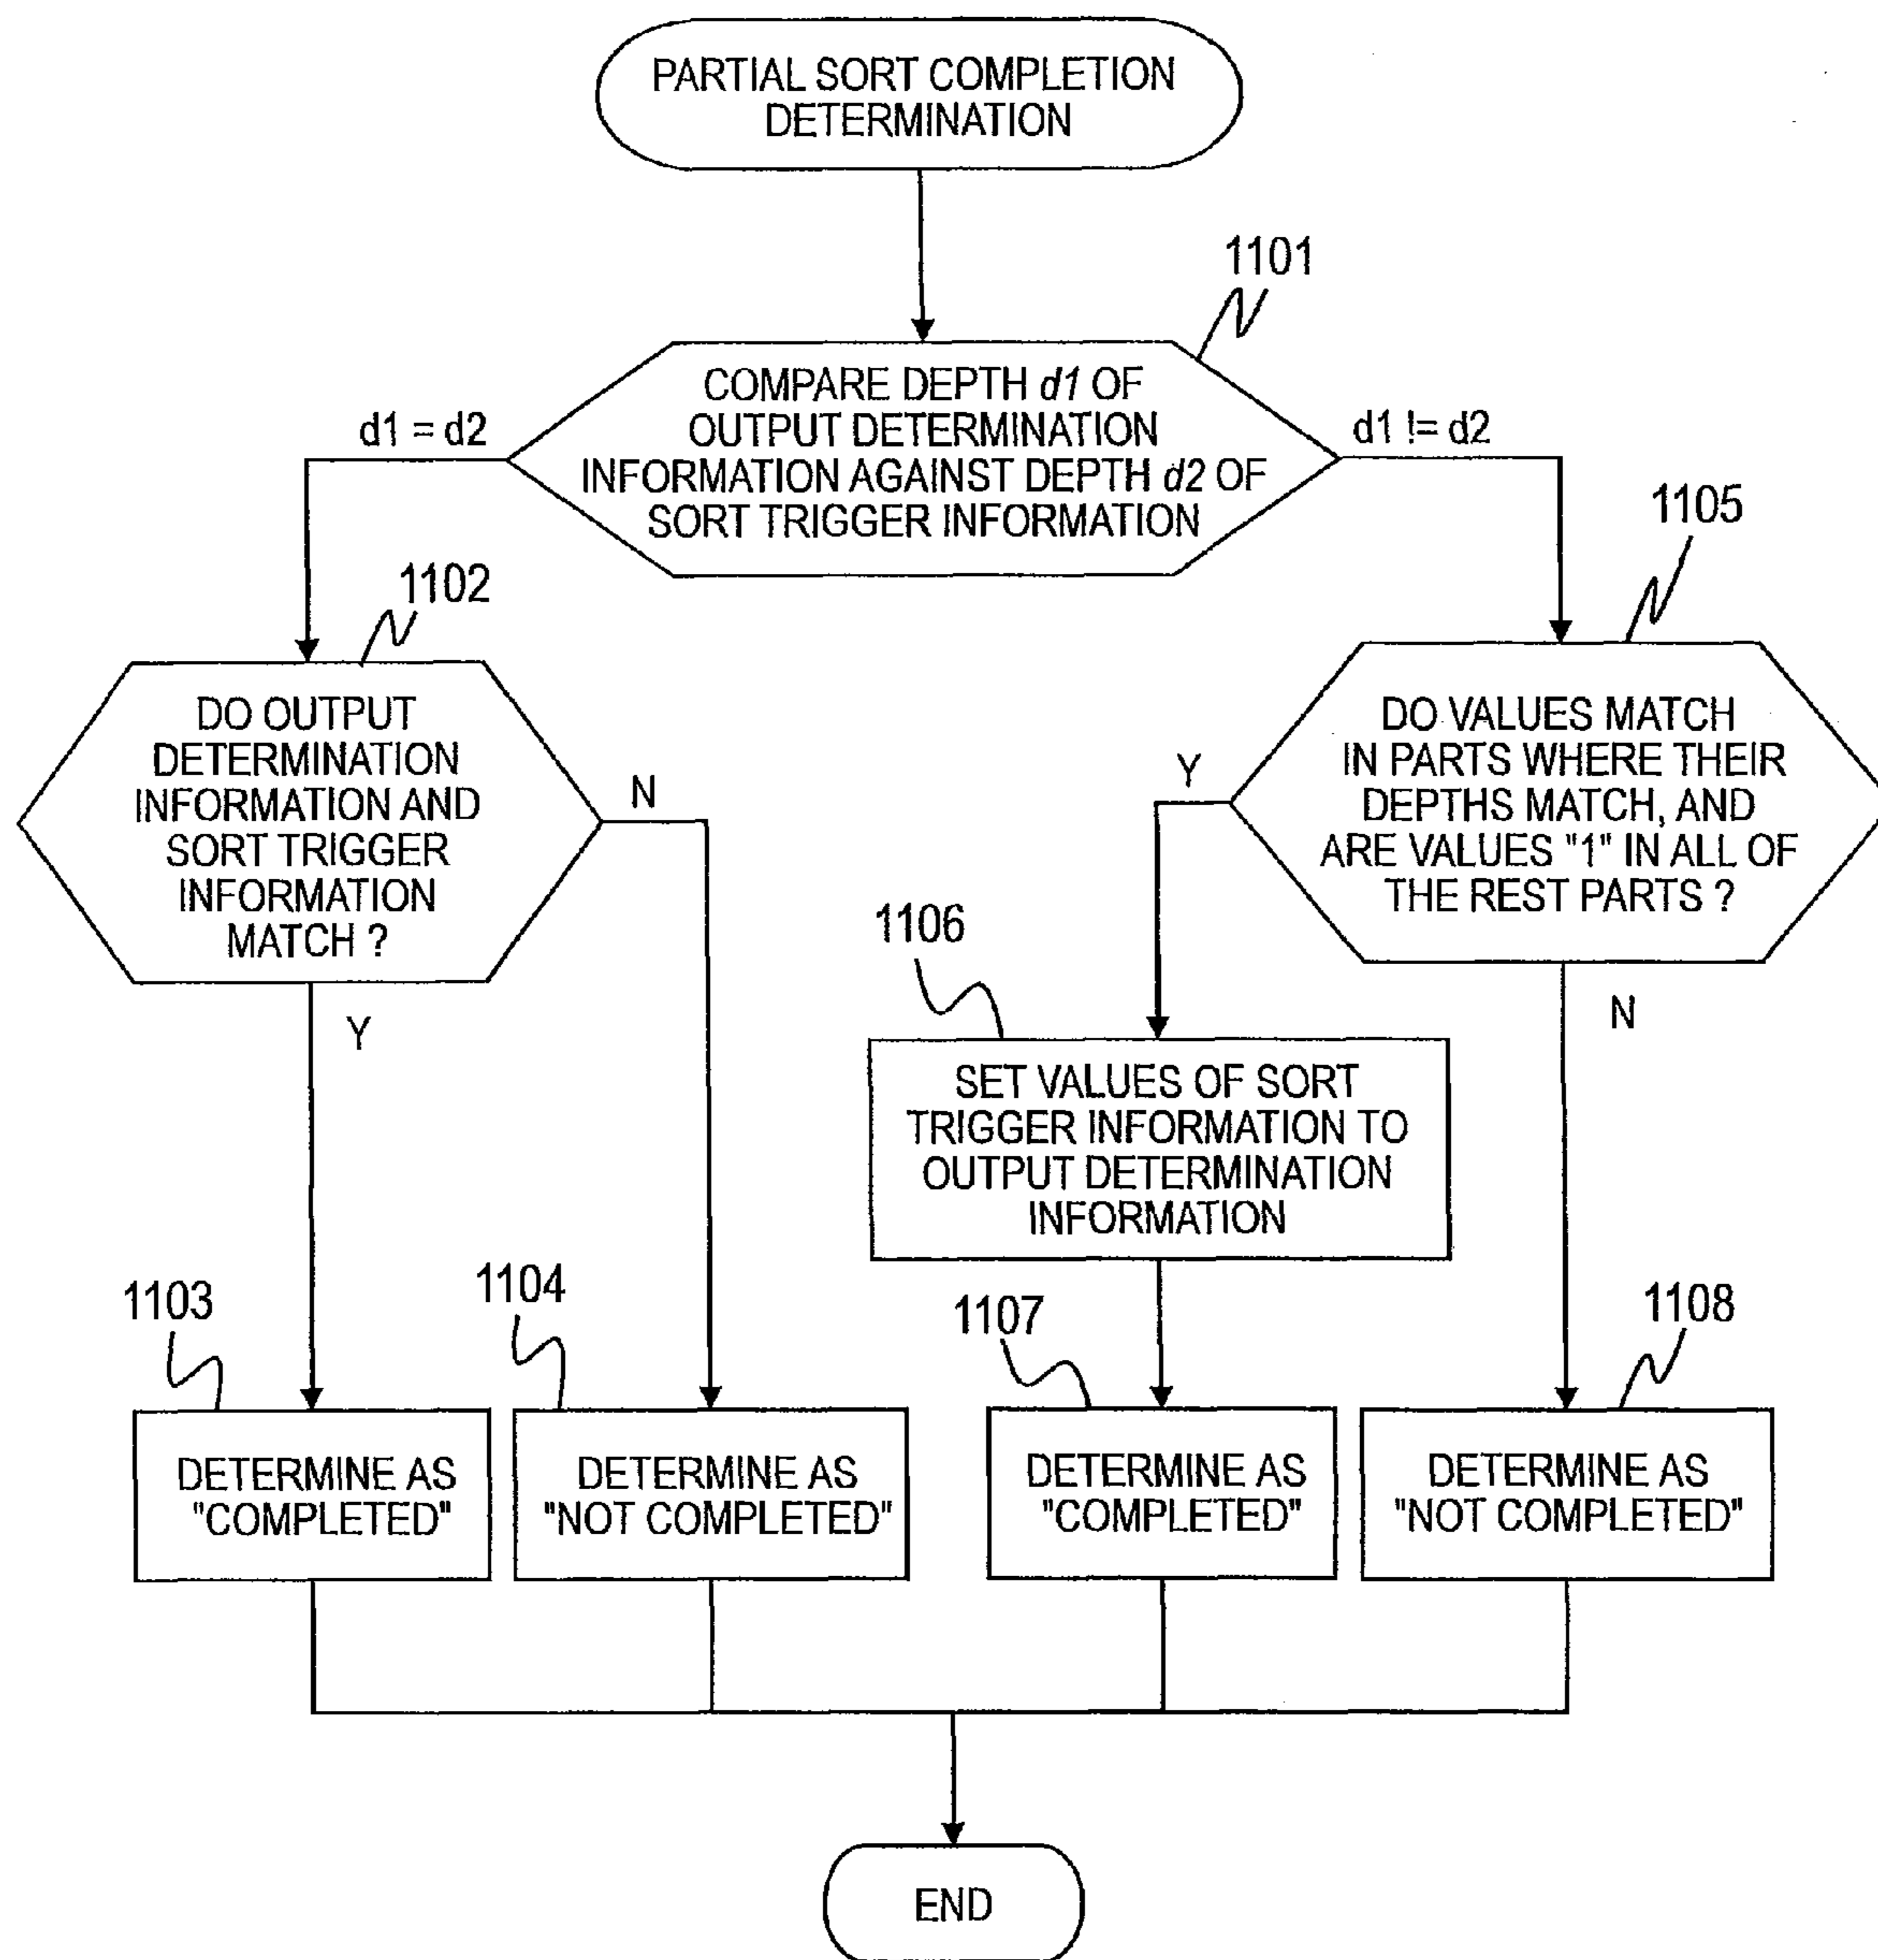 PARTIAL SORT COMPLETION
DETERMINATION
1101
COMPARE DEPTH d1 OF
OUTPUT DETERMINATION
INFORMATION AGAINST DEPTH d2 OF
SORT TRIGGER INFORMATION
d1 = d2
d1 != d2
1102
DO OUTPUT
DETERMINATION
INFORMATION AND
SORT TRIGGER
INFORMATION
MATCH ?
N
Y
1105
DO VALUES MATCH
IN PARTS WHERE THEIR
DEPTHS MATCH, AND
ARE VALUES "1" IN ALL OF
THE REST PARTS ?
Y
N
1106
SET VALUES OF SORT
TRIGGER INFORMATION TO
OUTPUT DETERMINATION
INFORMATION
1103
DETERMINE AS
"COMPLETED"
1104
DETERMINE AS
"NOT COMPLETED"
1107
DETERMINE AS
"COMPLETED"
1108
DETERMINE AS
"NOT COMPLETED"
END